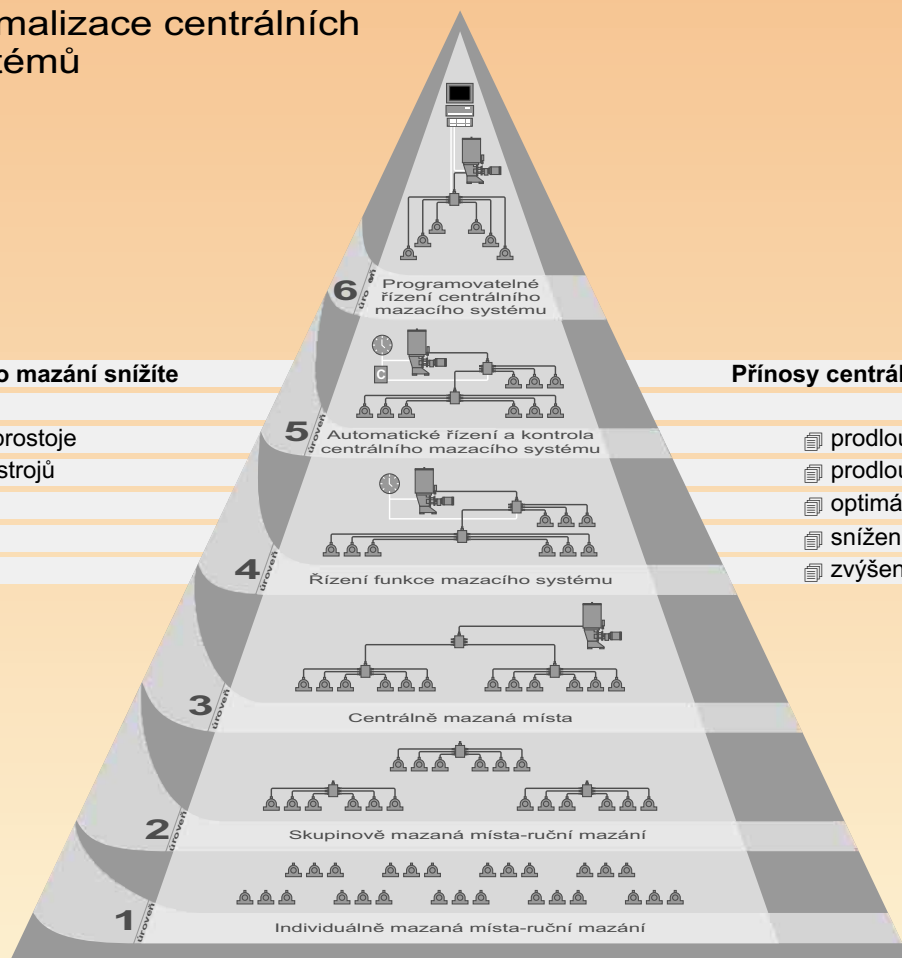 malizace centrálních
témů
6 úro eň
Programovatelné
řízení centrálního
mazacího systému
o mazání snížíte
prostoje
strojů
Přínosy centrál
prodlou
prodlou
optimá
snížen
zvýšen
C
5 úroveň
Automatické řízení a kontrola
centrálního mazacího systému
4 úroveň
Řízení funkce mazacího systému
3 úroveň
Centrálně mazaná místa
2 úroveň
Skupinově mazaná místa-ruční mazání
1 úroveň
Individuálně mazaná místa-ruční mazání